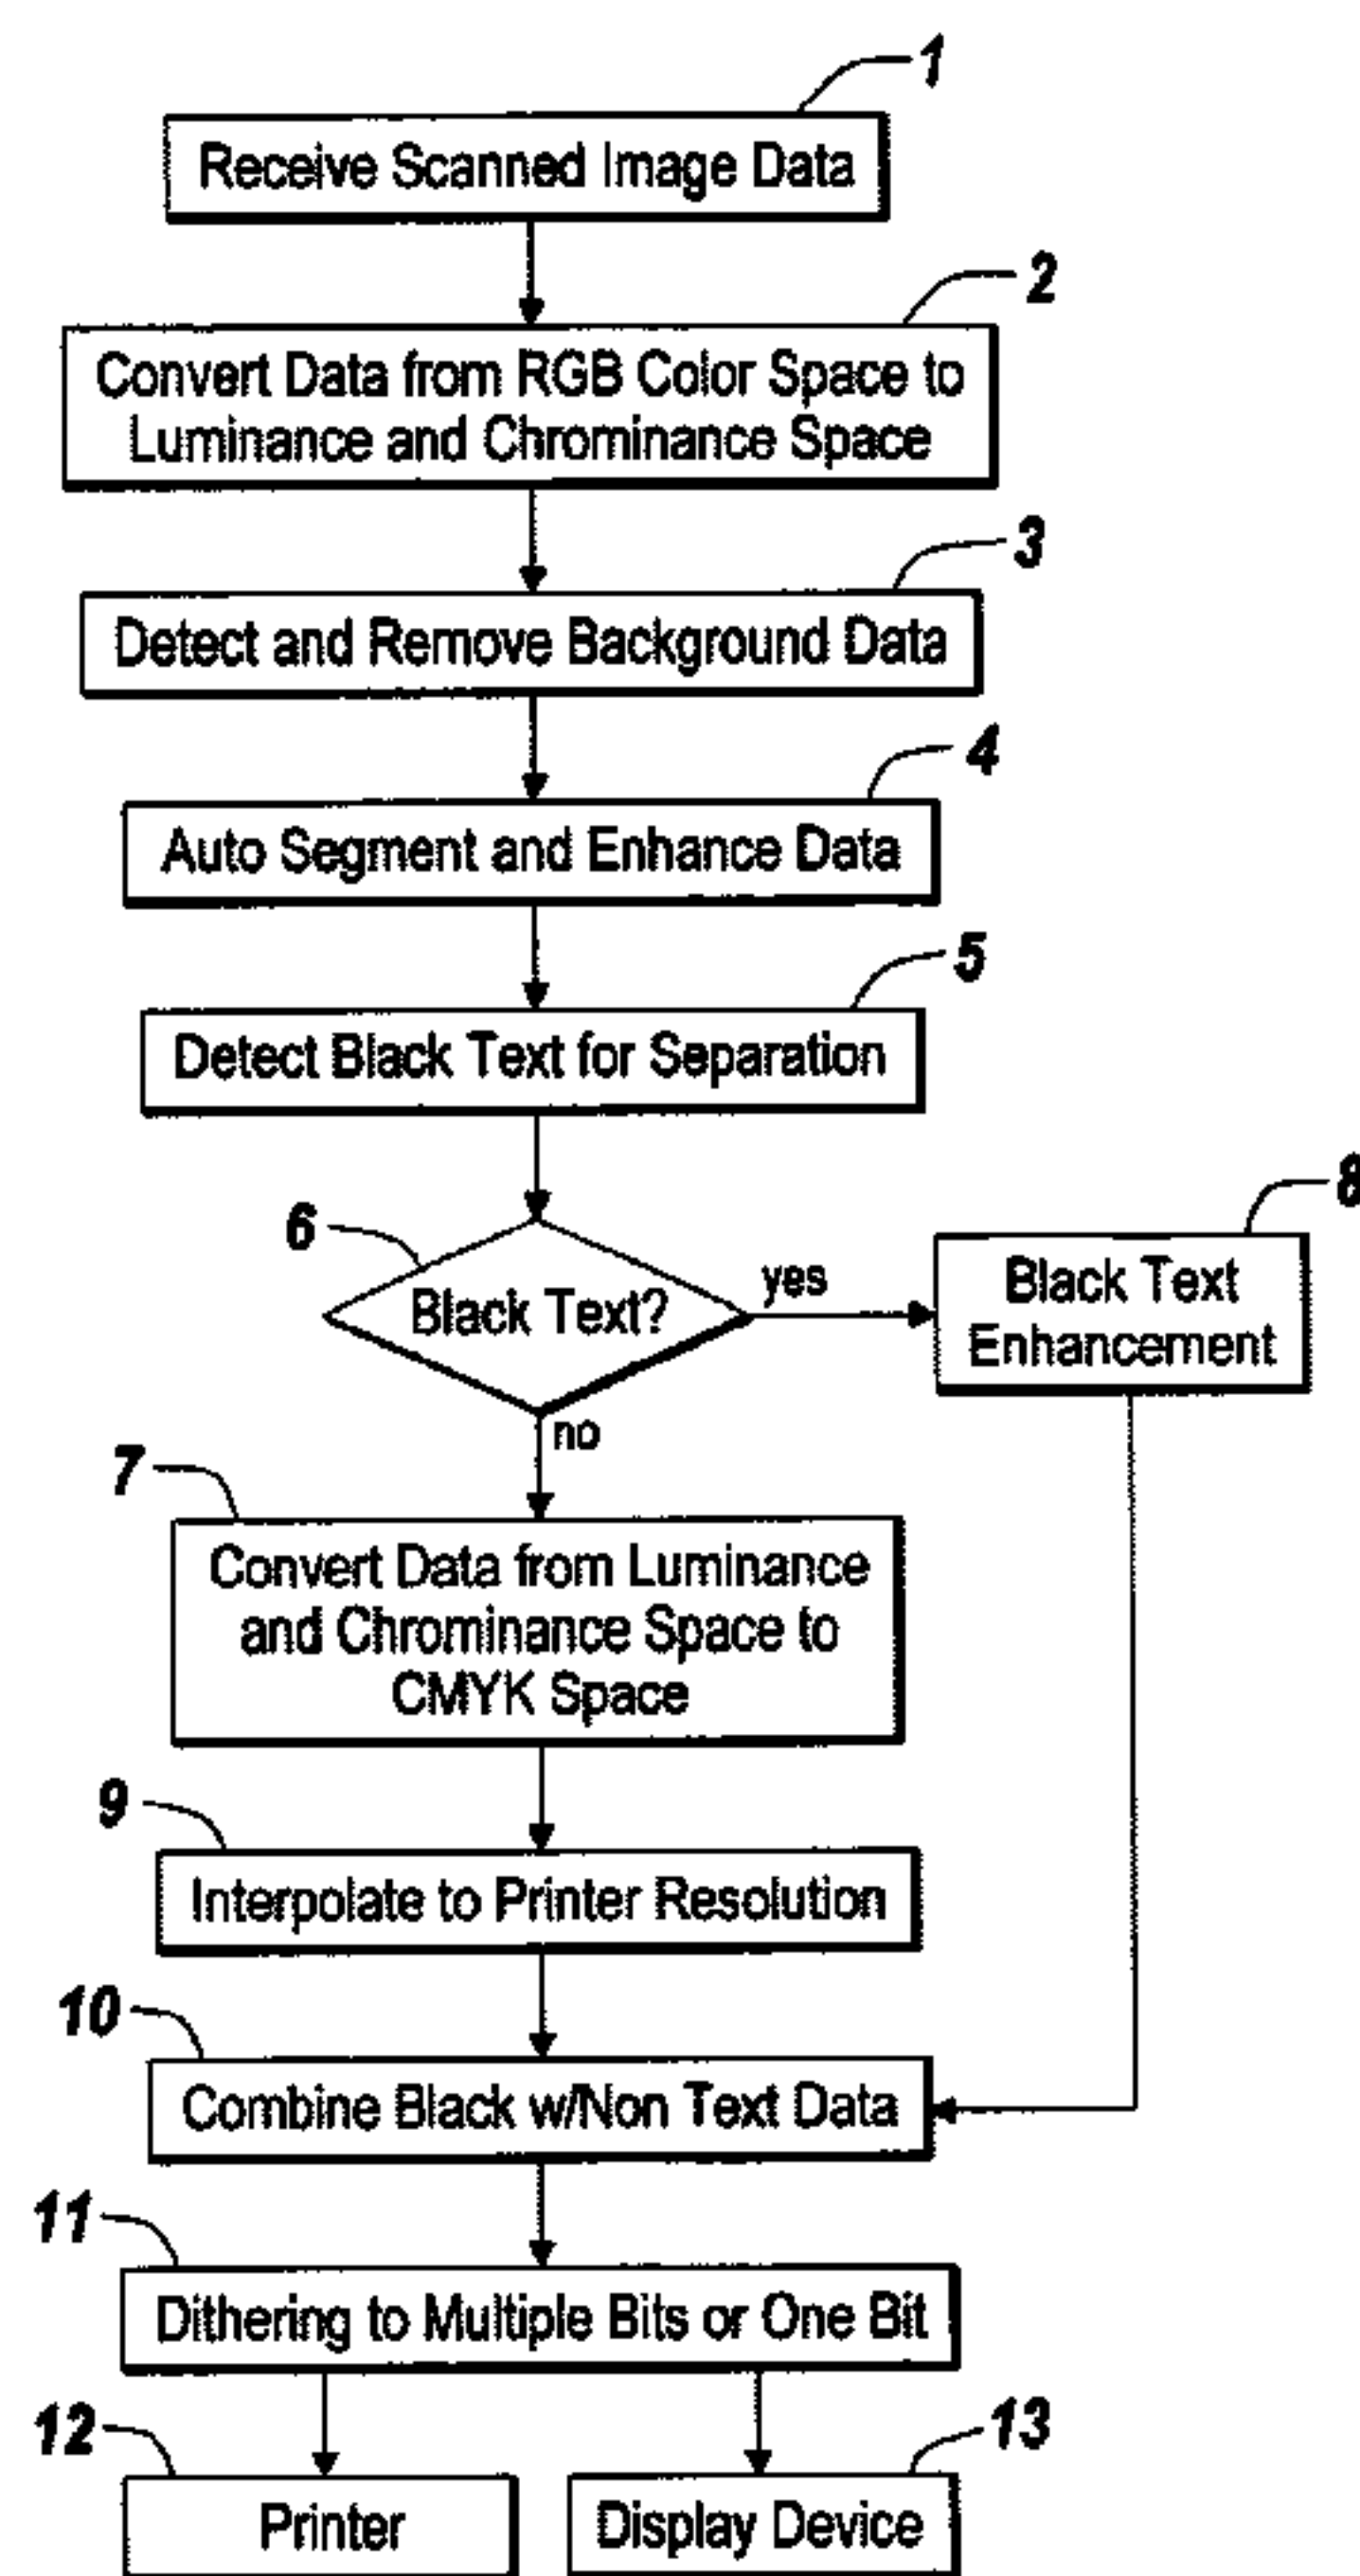 1
Receive Scanned Image Data
2
Convert Data from RGB Color Space to
Luminance and Chrominance Space
3
Detect and Remove Background Data
4
Auto Segment and Enhance Data
5
Detect Black Text for Separation
6
Black Text?
yes
8
Black Text
Enhancement
no
7
Convert Data from Luminance
and Chrominance Space to
CMYK Space
9
Interpolate to Printer Resolution
10
Combine Black w/Non Text Data
11
Dithering to Multiple Bits or One Bit
12
Printer
13
Display Device